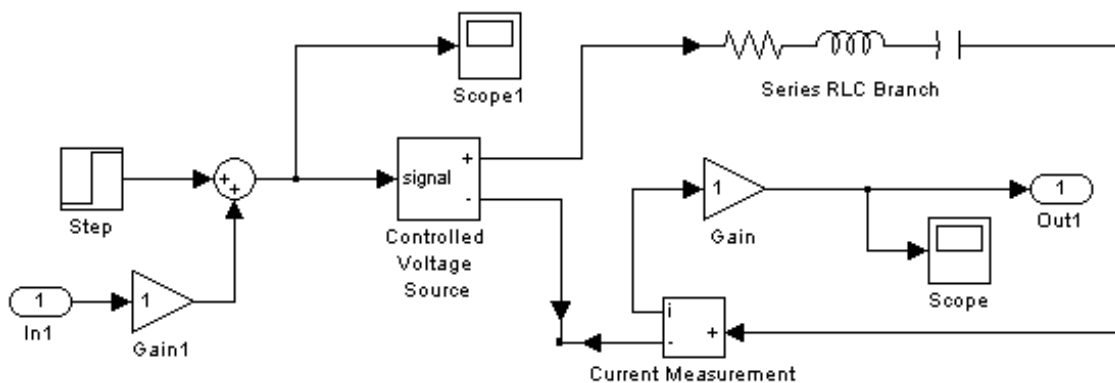 Scope1
Series RLC Branch
Step
+
+
signal
+
-
Controlled
Voltage
Source
1
Gain
1
Out1
Scope
1
In1
1
Gain1
i
-
+
Current Measurement